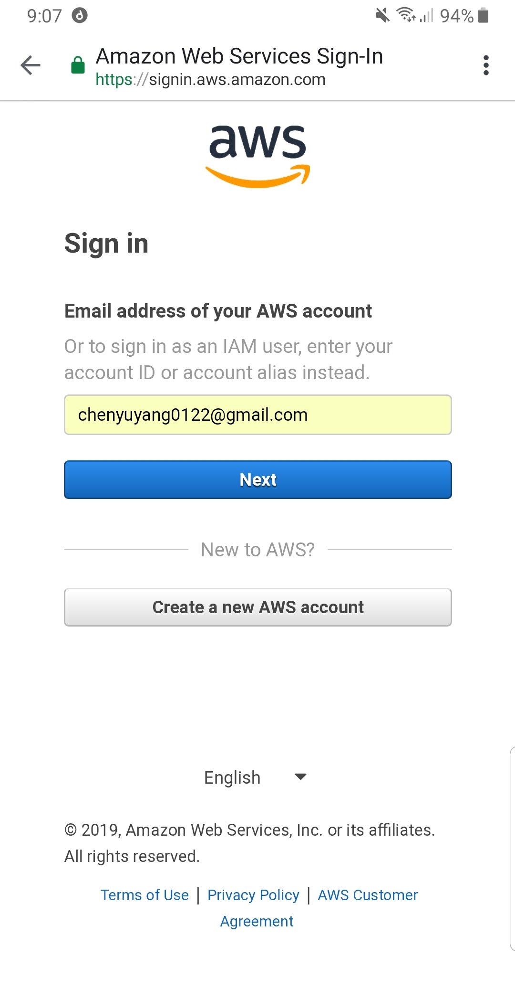 9:07
94%
Amazon Web Services Sign-In
https://signin.aws.amazon.com
aws
Sign in
Email address of your AWS account
Or to sign in as an IAM user, enter your
account ID or account alias instead.
chenyuyang0122@gmail.com
Next
New to AWS?
Create a new AWS account
English
© 2019, Amazon Web Services, Inc. or its affiliates.
All rights reserved.
Terms of Use | Privacy Policy | AWS Customer
Agreement